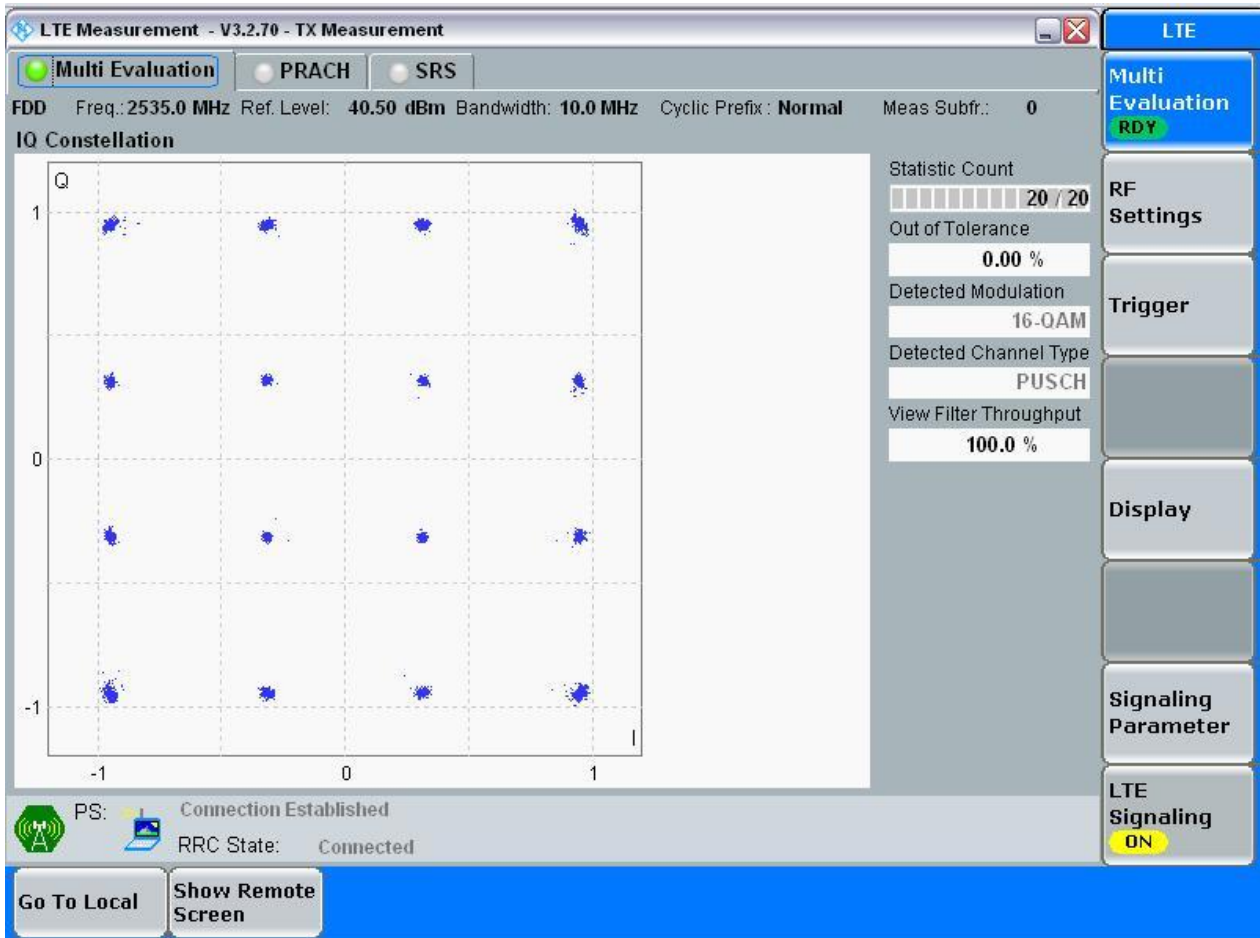 LTE Measurement - V3.2.70 - TX Measurement
LTE
Multi Evaluation PRACH SRS
FDD Freq.: 2535.0 MHz Ref. Level: 40.50 dBm Bandwidth: 10.0 MHz Cyclic Prefix : Normal Meas Subfr.: 0
IQ Constellation
Q
1
0
-1
-1 0 1
I
Statistic Count
20 / 20
Out of Tolerance
0.00 %
Detected Modulation
16-QAM
Detected Channel Type
PUSCH
View Filter Throughput
100.0 %
Multi
Evaluation
RDY
RF
Settings
Trigger
Display
Signaling
Parameter
LTE
Signaling
ON
PS: Connection Established
RRC State: Connected
Go To Local
Show Remote
Screen